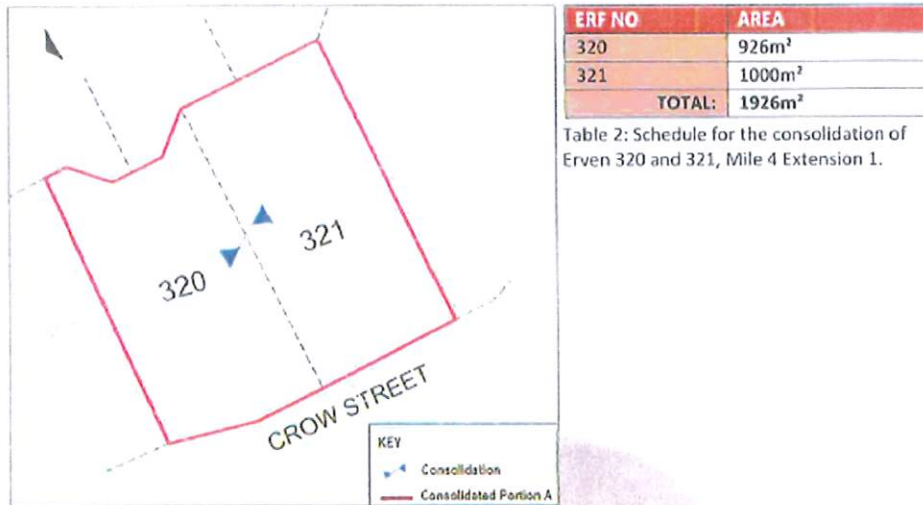 320
321
CROW STREET
KEY
Consolidation
Consolidated Portion A
ERF NO AREA
320 926m²
321 1000m²
TOTAL: 1926m²
Table 2: Schedule for the consolidation of
Erven 320 and 321, Mile 4 Extension 1.